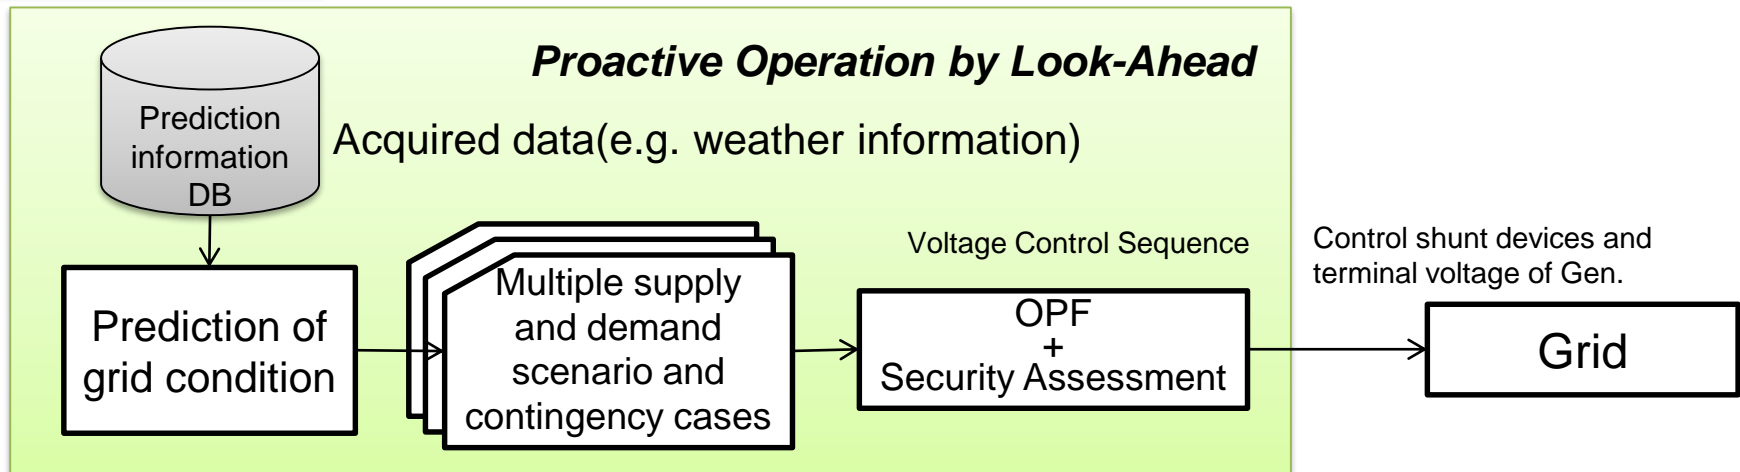 Proactive Operation by Look-Ahead
Prediction
information
DB
Acquired data(e.g. weather information)
Prediction of
grid condition
Multiple supply
and demand
scenario and
contingency cases
Voltage Control Sequence
OPF
+
Security Assessment
Control shunt devices and
terminal voltage of Gen.
Grid